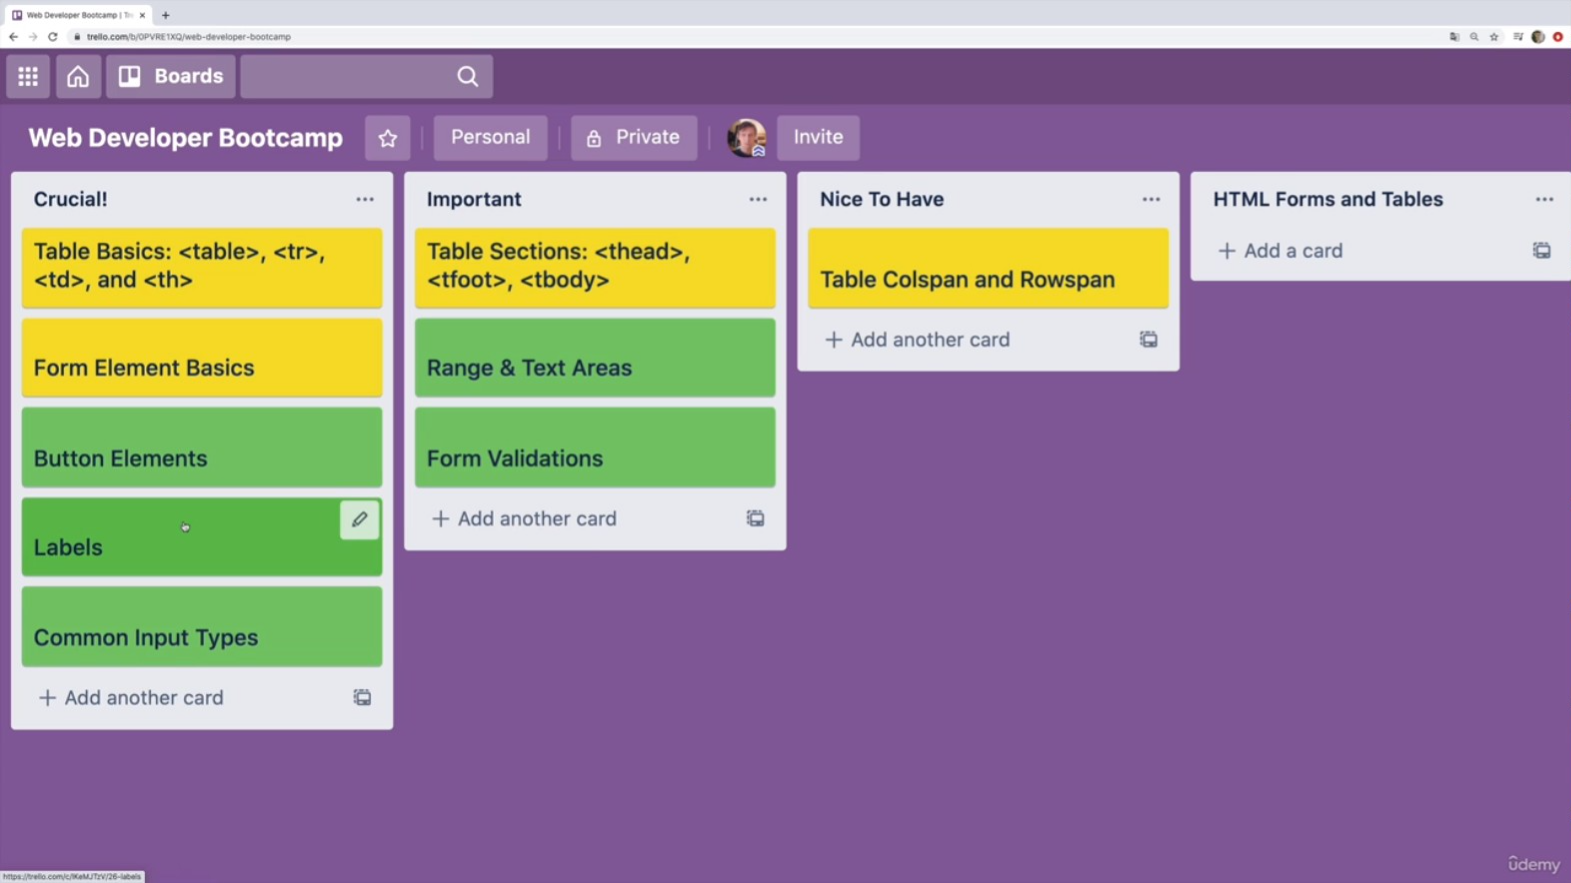 Web Developer Bootcamp | Tre
trello.com/b/0PVRE1XQ/web-developer-bootcamp
Boards
Web Developer Bootcamp
Personal
Private
Invite
Crucial!
Table Basics: <table>, <tr>,
<td>, and <th>
Form Element Basics
Button Elements
Labels
Common Input Types
+ Add another card
Important
Table Sections: <thead>,
<tfoot>, <tbody>
Range & Text Areas
Form Validations
+ Add another card
Nice To Have
Table Colspan and Rowspan
+ Add another card
HTML Forms and Tables
+ Add a card
https://trello.com/c/lKeMJTzV/26-labels
ûdemy